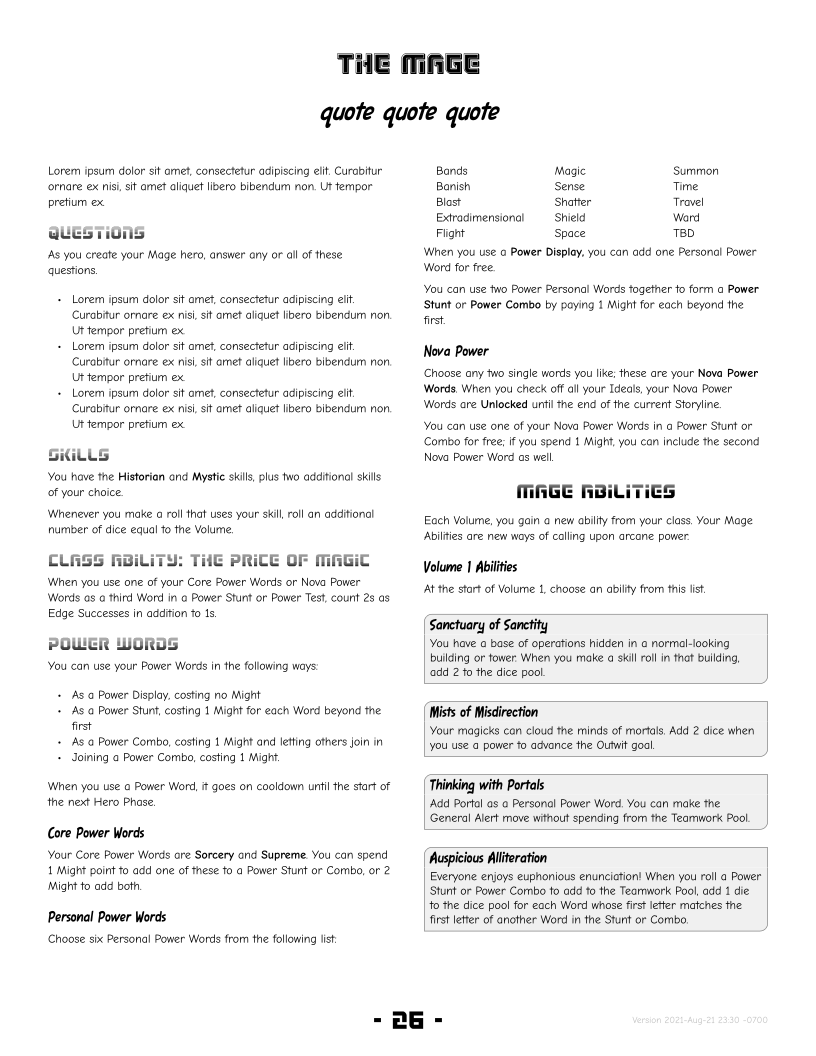 THE MAGE
quote quote quote
Lorem ipsum dolor sit amet, consectetur adipiscing elit. Curabitur
ornare ex nisi, sit amet aliquet libero bibendum non. Ut tempor
pretium ex.
QUESTIONS
As you create your Mage hero, answer any or all of these
questions.
• Lorem ipsum dolor sit amet, consectetur adipiscing elit.
Curabitur ornare ex nisi, sit amet aliquet libero bibendum non.
Ut tempor pretium ex.
• Lorem ipsum dolor sit amet, consectetur adipiscing elit.
Curabitur ornare ex nisi, sit amet aliquet libero bibendum non.
Ut tempor pretium ex.
• Lorem ipsum dolor sit amet, consectetur adipiscing elit.
Curabitur ornare ex nisi, sit amet aliquet libero bibendum non.
Ut tempor pretium ex.
SKILLS
You have the Historian and Mystic skills, plus two additional skills
of your choice.
Whenever you make a roll that uses your skill, roll an additional
number of dice equal to the Volume.
CLASS ABILITY: THE PRICE OF MAGIC
When you use one of your Core Power Words or Nova Power
Words as a third Word in a Power Stunt or Power Test, count 2s as
Edge Successes in addition to 1s.
POWER WORDS
You can use your Power Words in the following ways:
• As a Power Display, costing no Might
• As a Power Stunt, costing 1 Might for each Word beyond the
first
• As a Power Combo, costing 1 Might and letting others join in
• Joining a Power Combo, costing 1 Might.
When you use a Power Word, it goes on cooldown until the start of
the next Hero Phase.
Core Power Words
Your Core Power Words are Sorcery and Supreme. You can spend
1 Might point to add one of these to a Power Stunt or Combo, or 2
Might to add both.
Personal Power Words
Choose six Personal Power Words from the following list:
Bands Magic Summon
Banish Sense Time
Blast Shatter Travel
Extradimensional Shield Ward
Flight Space TBD
When you use a Power Display, you can add one Personal Power
Word for free.
You can use two Power Personal Words together to form a Power
Stunt or Power Combo by paying 1 Might for each beyond the
first.
Nova Power
Choose any two single words you like; these are your Nova Power
Words. When you check off all your Ideals, your Nova Power
Words are Unlocked until the end of the current Storyline.
You can use one of your Nova Power Words in a Power Stunt or
Combo for free; if you spend 1 Might, you can include the second
Nova Power Word as well.
MAGE ABILITIES
Each Volume, you gain a new ability from your class. Your Mage
Abilities are new ways of calling upon arcane power.
Volume 1 Abilities
At the start of Volume 1, choose an ability from this list.
Sanctuary of Sanctity
You have a base of operations hidden in a normal-looking
building or tower. When you make a skill roll in that building,
add 2 to the dice pool.
Mists of Misdirection
Your magicks can cloud the minds of mortals. Add 2 dice when
you use a power to advance the Outwit goal.
Thinking with Portals
Add Portal as a Personal Power Word. You can make the
General Alert move without spending from the Teamwork Pool.
Auspicious Alliteration
Everyone enjoys euphonious enunciation! When you roll a Power
Stunt or Power Combo to add to the Teamwork Pool, add 1 die
to the dice pool for each Word whose first letter matches the
first letter of another Word in the Stunt or Combo.
- 26 -
Version 2021-Aug-21 23:30 -0700